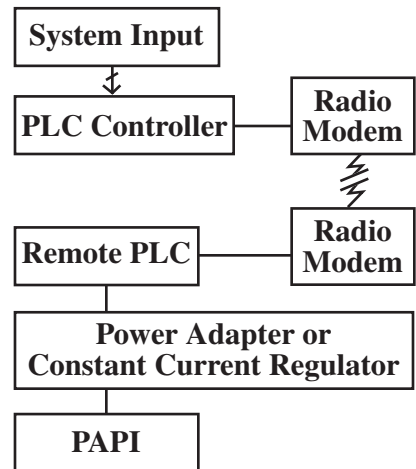 System Input
PLC Controller
Radio
Modem
Radio
Modem
Remote PLC
Power Adapter or
Constant Current Regulator
PAPI